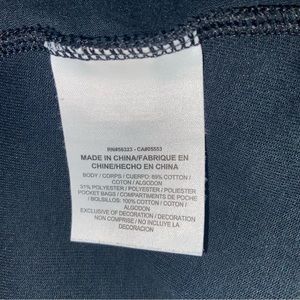 RN#56323 - CA#05553
MADE IN CHINA/FABRIQUE EN
CHINE/HECHO EN CHINA
BODY / CORPS / CUERPO: 69% COTTON /
COTON / ALGODON
31% POLYESTER / POLYESTER / POLIESTER
POCKET BAGS / COMPARTIMENTS DE POCHE
/ BOLSILLOS: 100% COTTON / COTON /
ALGODON
EXCLUSIVE OF DECORATION / DECORATION
NON COMPRISE / NO INCLUYE LA
DECORACION